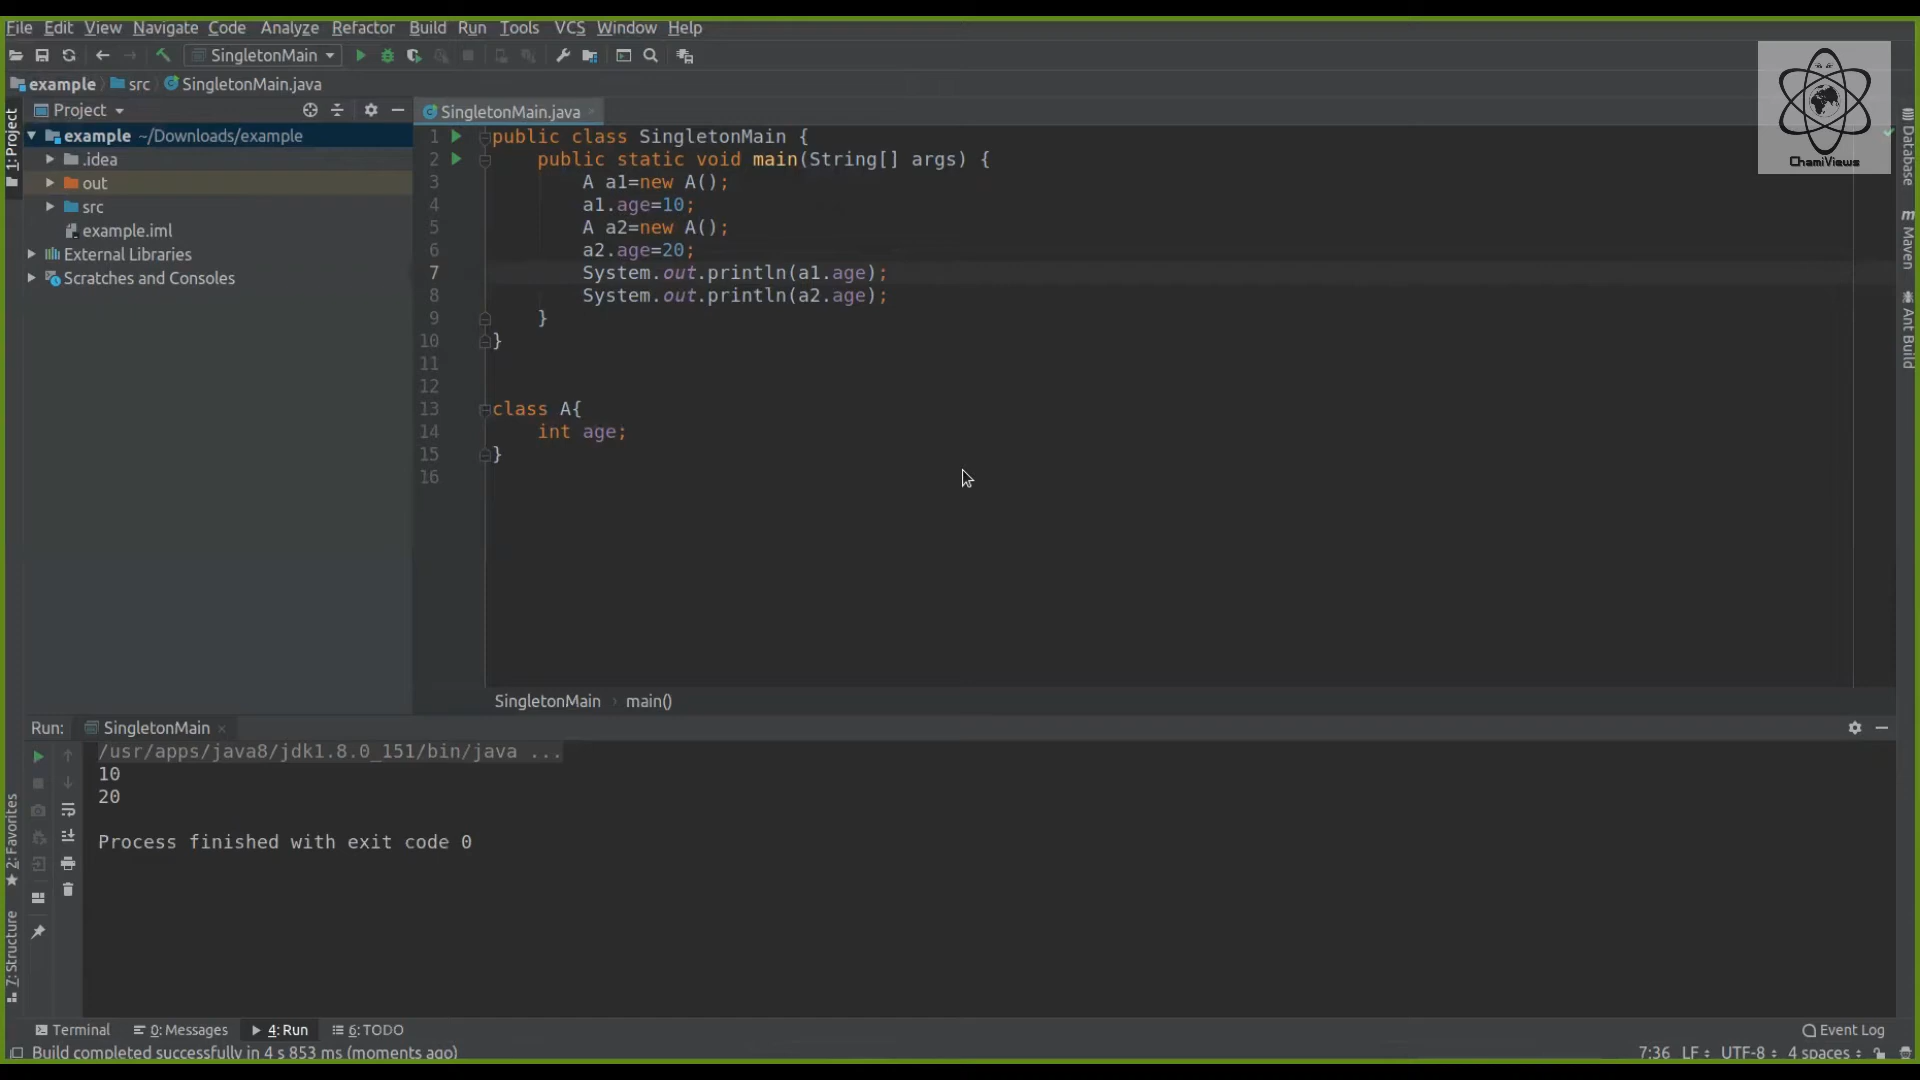 File Edit View Navigate Code Analyze Refactor Build Run Tools VCS Window Help
SingletonMain
example src SingletonMain.java
Project
SingletonMain.java
1: Project
example ~/Downloads/example
.idea
out
src
example.iml
External Libraries
Scratches and Consoles
1 public class SingletonMain {
2 public static void main(String[] args) {
3 A a1=new A();
4 a1.age=10;
5 A a2=new A();
6 a2.age=20;
7 System.out.println(a1.age);
8 System.out.println(a2.age);
9 }
10 }
11
12
13 class A{
14 int age;
15 }
16
ChamiViews
Database
m Maven
Ant Build
SingletonMain › main()
Run: SingletonMain
/usr/apps/java8/jdk1.8.0_151/bin/java ...
10
20
Process finished with exit code 0
2: Favorites
7: Structure
Terminal 0: Messages 4: Run 6: TODO Event Log
Build completed successfully in 4 s 853 ms (moments ago) 7:36 LF UTF-8 4 spaces